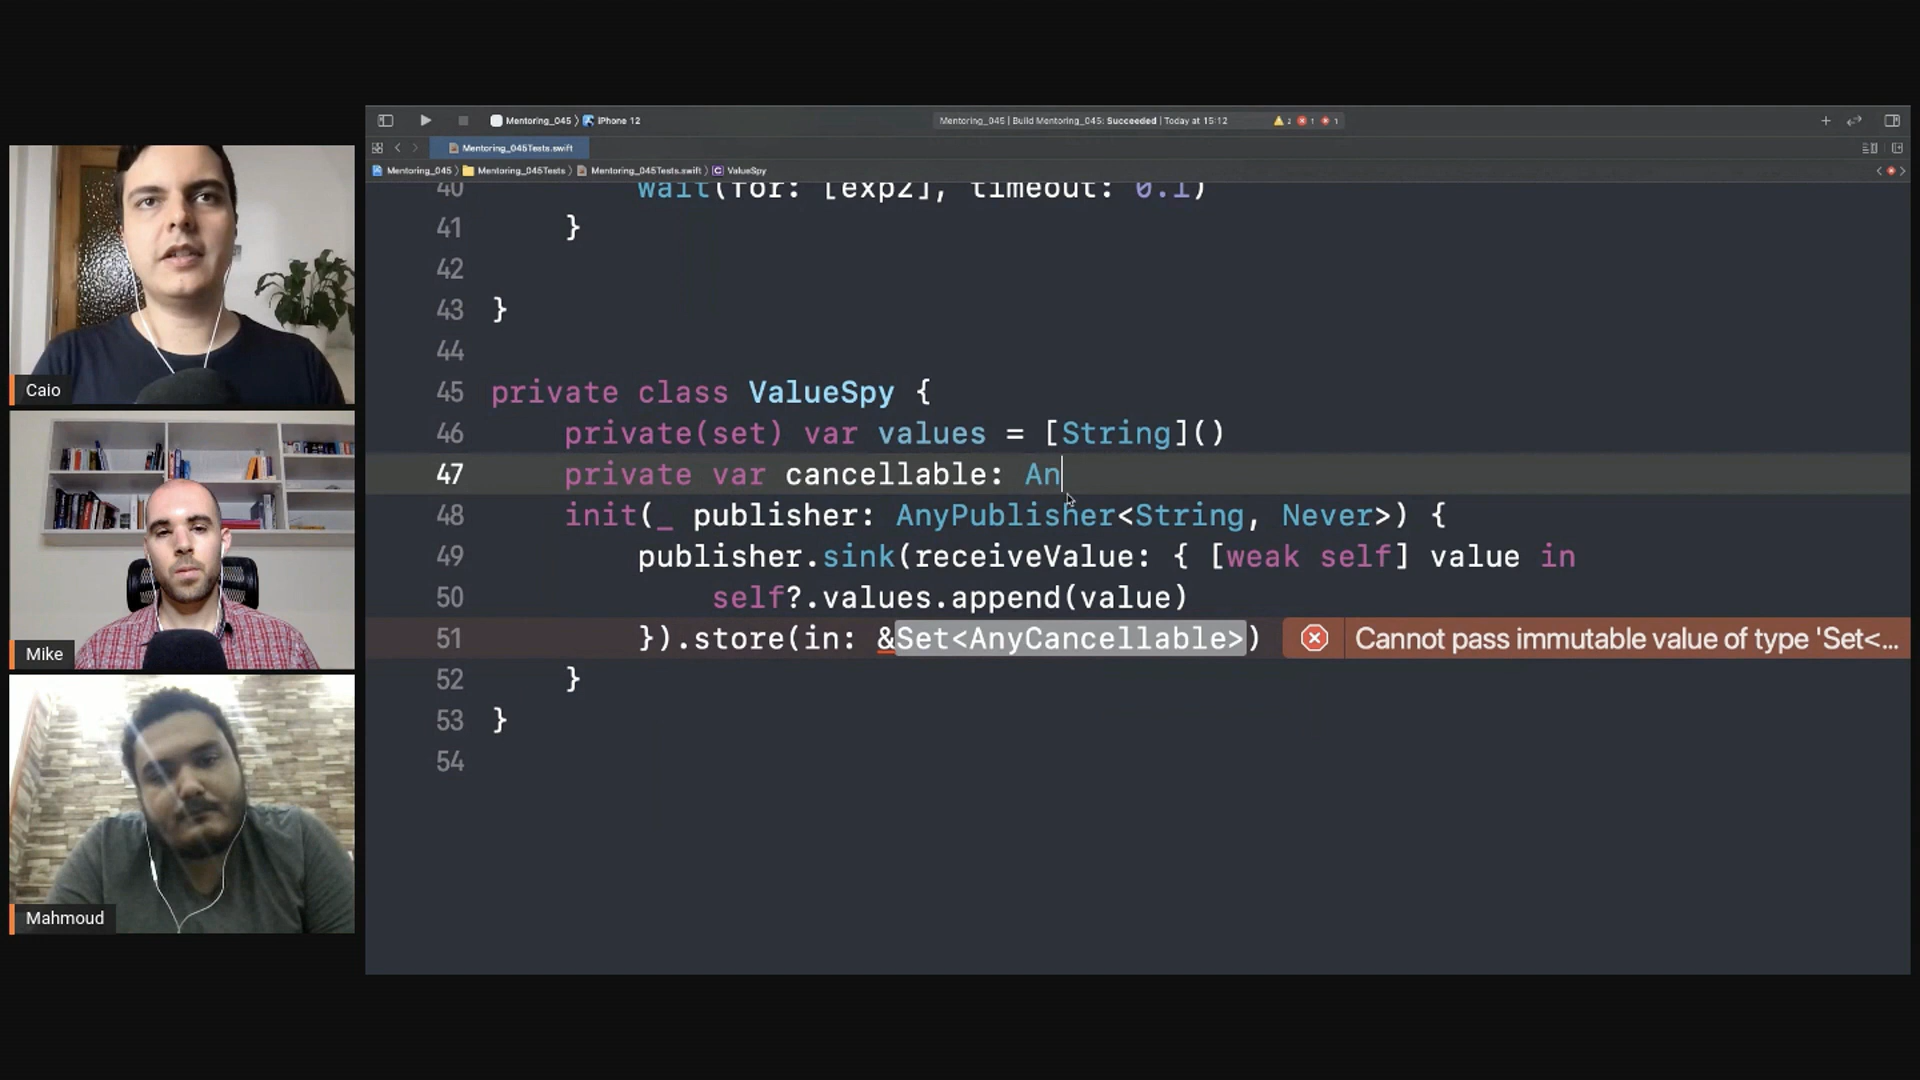 Mentoring_045 〉 iPhone 12
Mentoring_045 | Build Mentoring_045: Succeeded | Today at 15:12
2 1 1
Mentoring_045Tests.swift
Mentoring_045 〉 Mentoring_045Tests 〉 Mentoring_045Tests.swift 〉 C ValueSpy
40 wait(for: [exp2], timeout: 0.1)
41 }
42
43 }
44
45 private class ValueSpy {
46 private(set) var values = [String]()
47 private var cancellable: An
48 init(_ publisher: AnyPublisher<String, Never>) {
49 publisher.sink(receiveValue: { [weak self] value in
50 self?.values.append(value)
51 }).store(in: &Set<AnyCancellable>) Cannot pass immutable value of type 'Set<...
52 }
53 }
54
Caio
Mike
Mahmoud